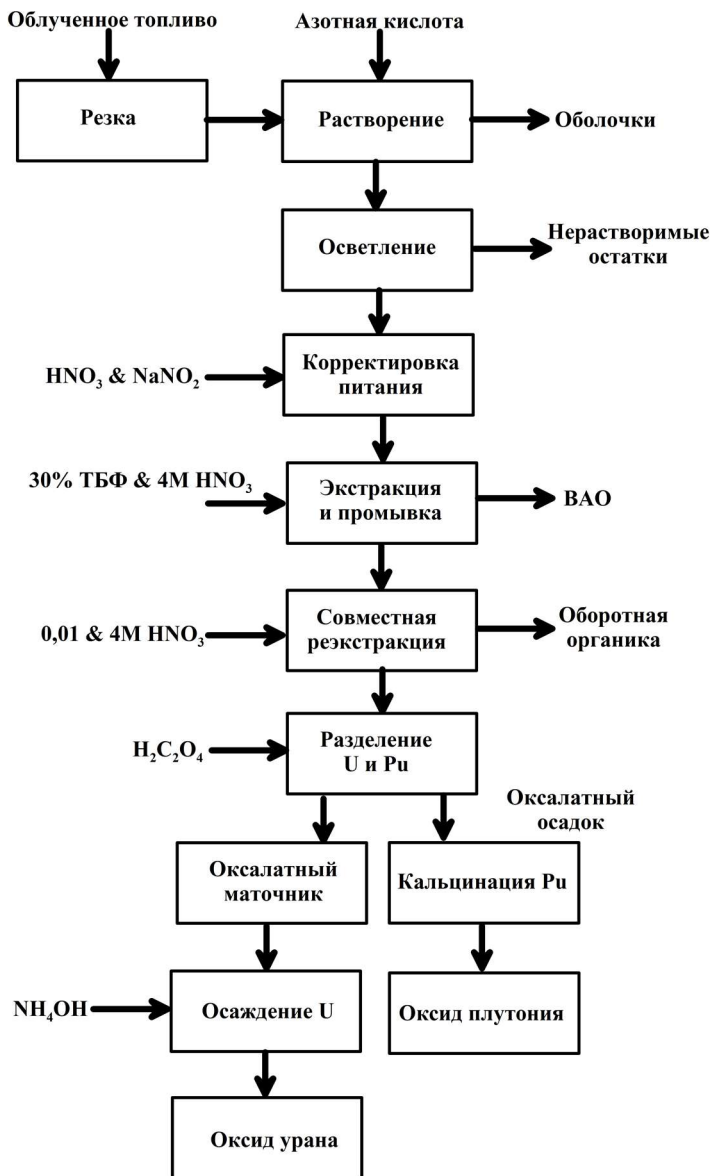 Облученное топливо
Азотная кислота
Резка
Растворение
Оболочки
Осветление
Нерастворимые
остатки
HNO₃ & NaNO₂
Корректировка
питания
30% ТБФ & 4М HNO₃
Экстракция
и промывка
ВАО
0,01 & 4М HNO₃
Совместная
реэкстракция
Оборотная
органика
H₂C₂O₄
Разделение
U и Pu
Оксалатный
осадок
Оксалатный
маточник
Кальцинация Pu
NH₄OH
Осаждение U
Оксид плутония
Оксид урана